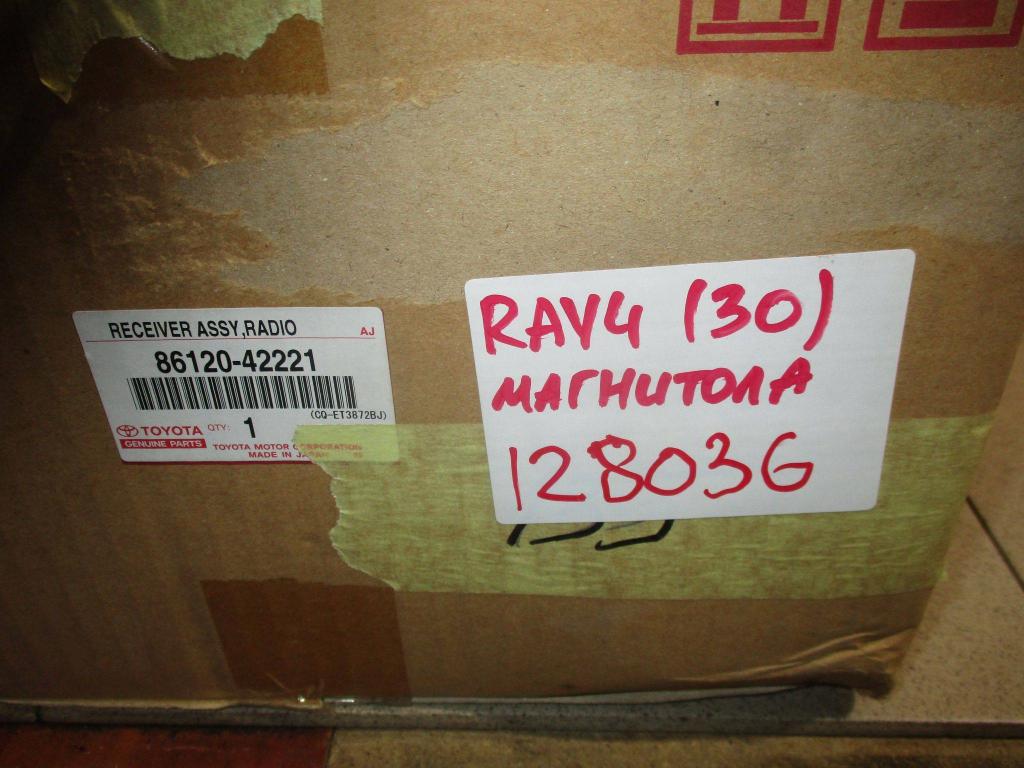 RECEIVER ASSY,RADIO AJ
86120-42221
(CQ-ET3872BJ)
TOYOTA QTY: 1
GENUINE PARTS
TOYOTA MOTOR CORPORATION
MADE IN JAPAN
RAV4 (30)
МАГНИТОЛА
128036